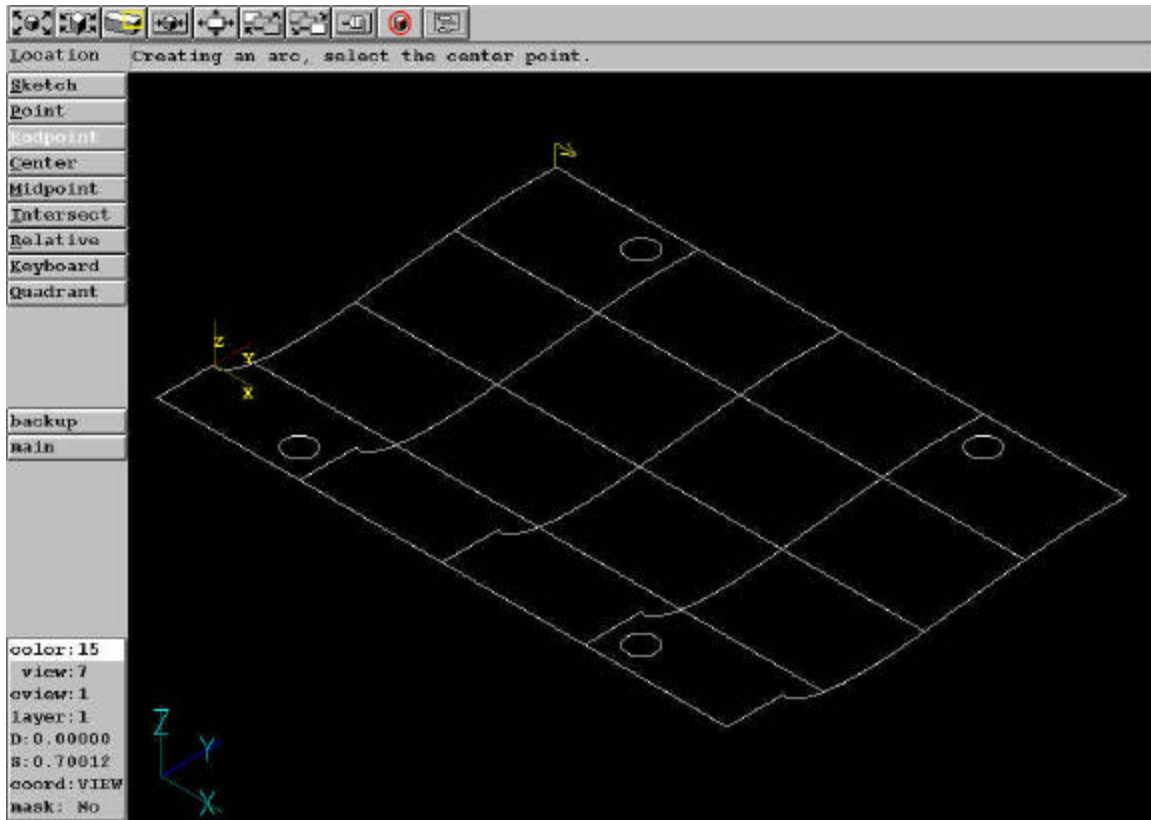 Location Creating an arc, select the center point.
Sketch
Point
Endpoint
Center
Midpoint
Intersect
Relative
Keyboard
Quadrant
Z
Y
X
backup
main
color:15
view:7
cview:1
layer:1
D:0.00000
S:0.70012
coord:VIEW
mask: No
Z
Y
X